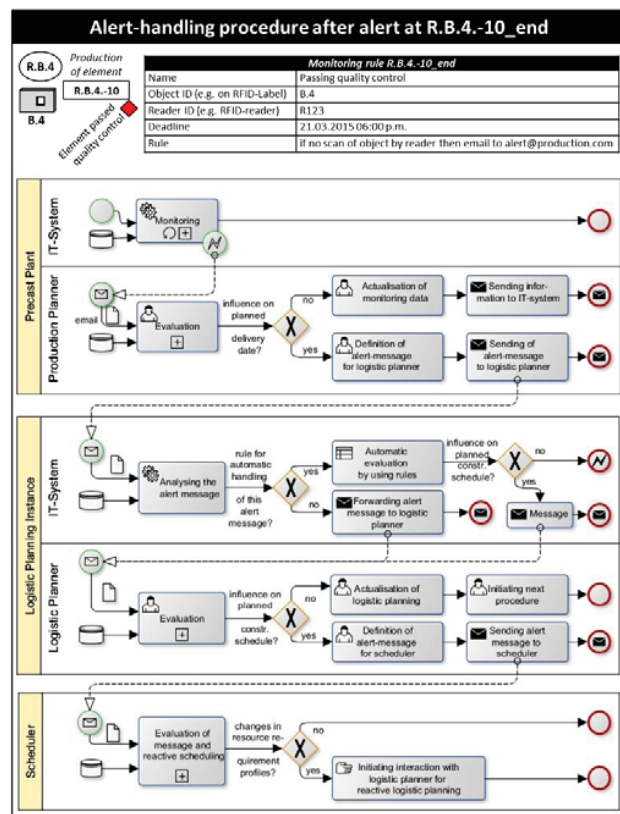 Alert-handling procedure after alert at R.B.4.-10_end
R.B.4
Production
of element
R.B.4.-10
B.4
Element passed
quality control
Monitoring rule R.B.4.-10_end
Name Passing quality control
Object ID (e.g. on RFID-Label) B.4
Reader ID (e.g. RFID-reader) R123
Deadline 21.03.2015 06:00 p.m.
Rule if no scan of object by reader then email to alert@production.com
Precast Plant
IT-System
Monitoring
Production Planner
email
Evaluation
influence on
planned
delivery date?
no
Actualisation of
monitoring data
Sending infor-
mation to IT-system
yes
Definition of
alert-message
for logistic planner
Sending of
alert-message
to logistic planner
Logistic Planning Instance
IT-System
Analysing the
alert message
rule for
automatic
handling
of this
alert
message?
yes
Automatic
evaluation
by using rules
influence on
planned
constr.
schedule?
no
yes
no
Forwarding alert
message to logistic
planner
Message
Logistic Planner
Evaluation
influence on
planned
constr.
schedule?
no
Actualisation of
logistic planning
Initiating next
procedure
yes
Definition of
alert-message
for scheduler
Sending alert
message to
scheduler
Scheduler
Evaluation of
message and
reactive scheduling
changes in
resource re-
quirement
profiles?
no
yes
Initiating interaction with
logistic planner for
reactive logistic planning